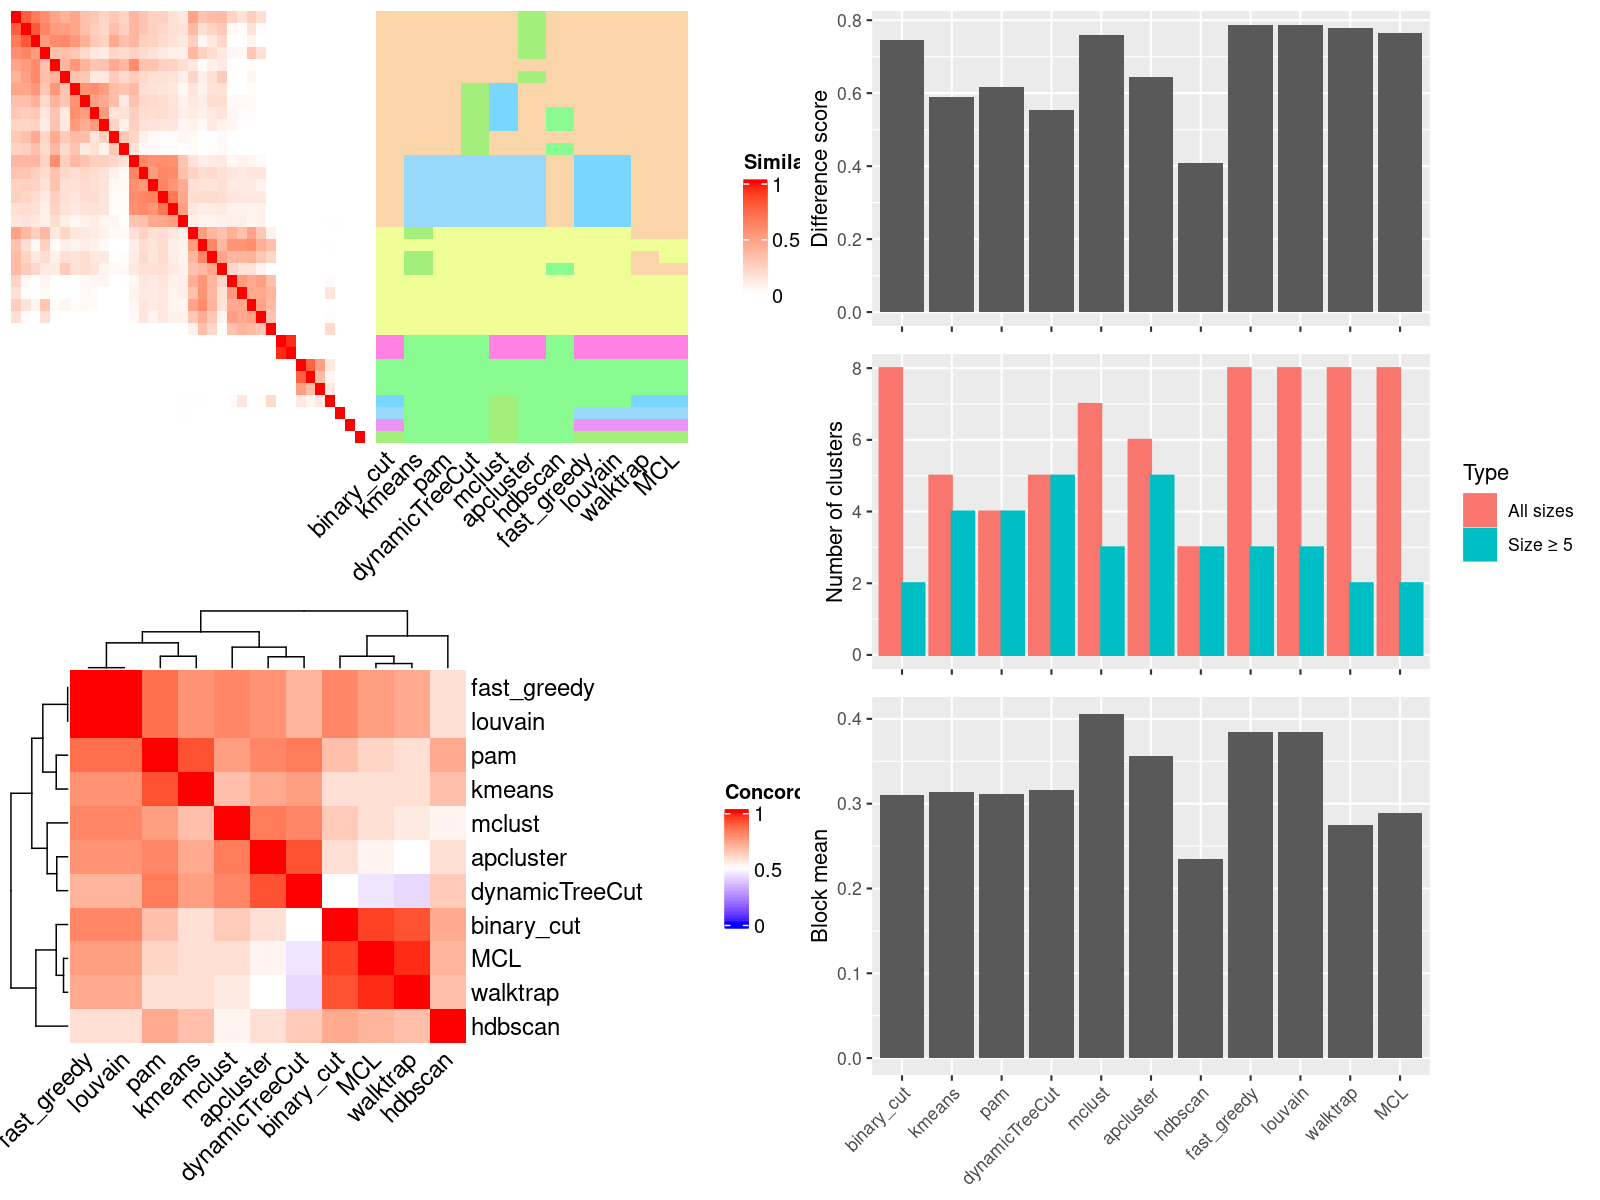 Simila
1
0.5
0
binary_cut
kmeans
pam
dynamicTreeCut
mclust
apcluster
hdbscan
fast_greedy
louvain
walktrap
MCL
fast_greedy
louvain
pam
kmeans
mclust
apcluster
dynamicTreeCut
binary_cut
MCL
walktrap
hdbscan
fast_greedy
louvain
pam
kmeans
mclust
apcluster
dynamicTreeCut
binary_cut
MCL
walktrap
hdbscan
Concord
1
0.5
0
Difference score
0.8
0.6
0.4
0.2
0.0
Number of clusters
8
6
4
2
0
Type
All sizes
Size ≥ 5
Block mean
0.4
0.3
0.2
0.1
0.0
binary_cut
kmeans
pam
dynamicTreeCut
mclust
apcluster
hdbscan
fast_greedy
louvain
walktrap
MCL